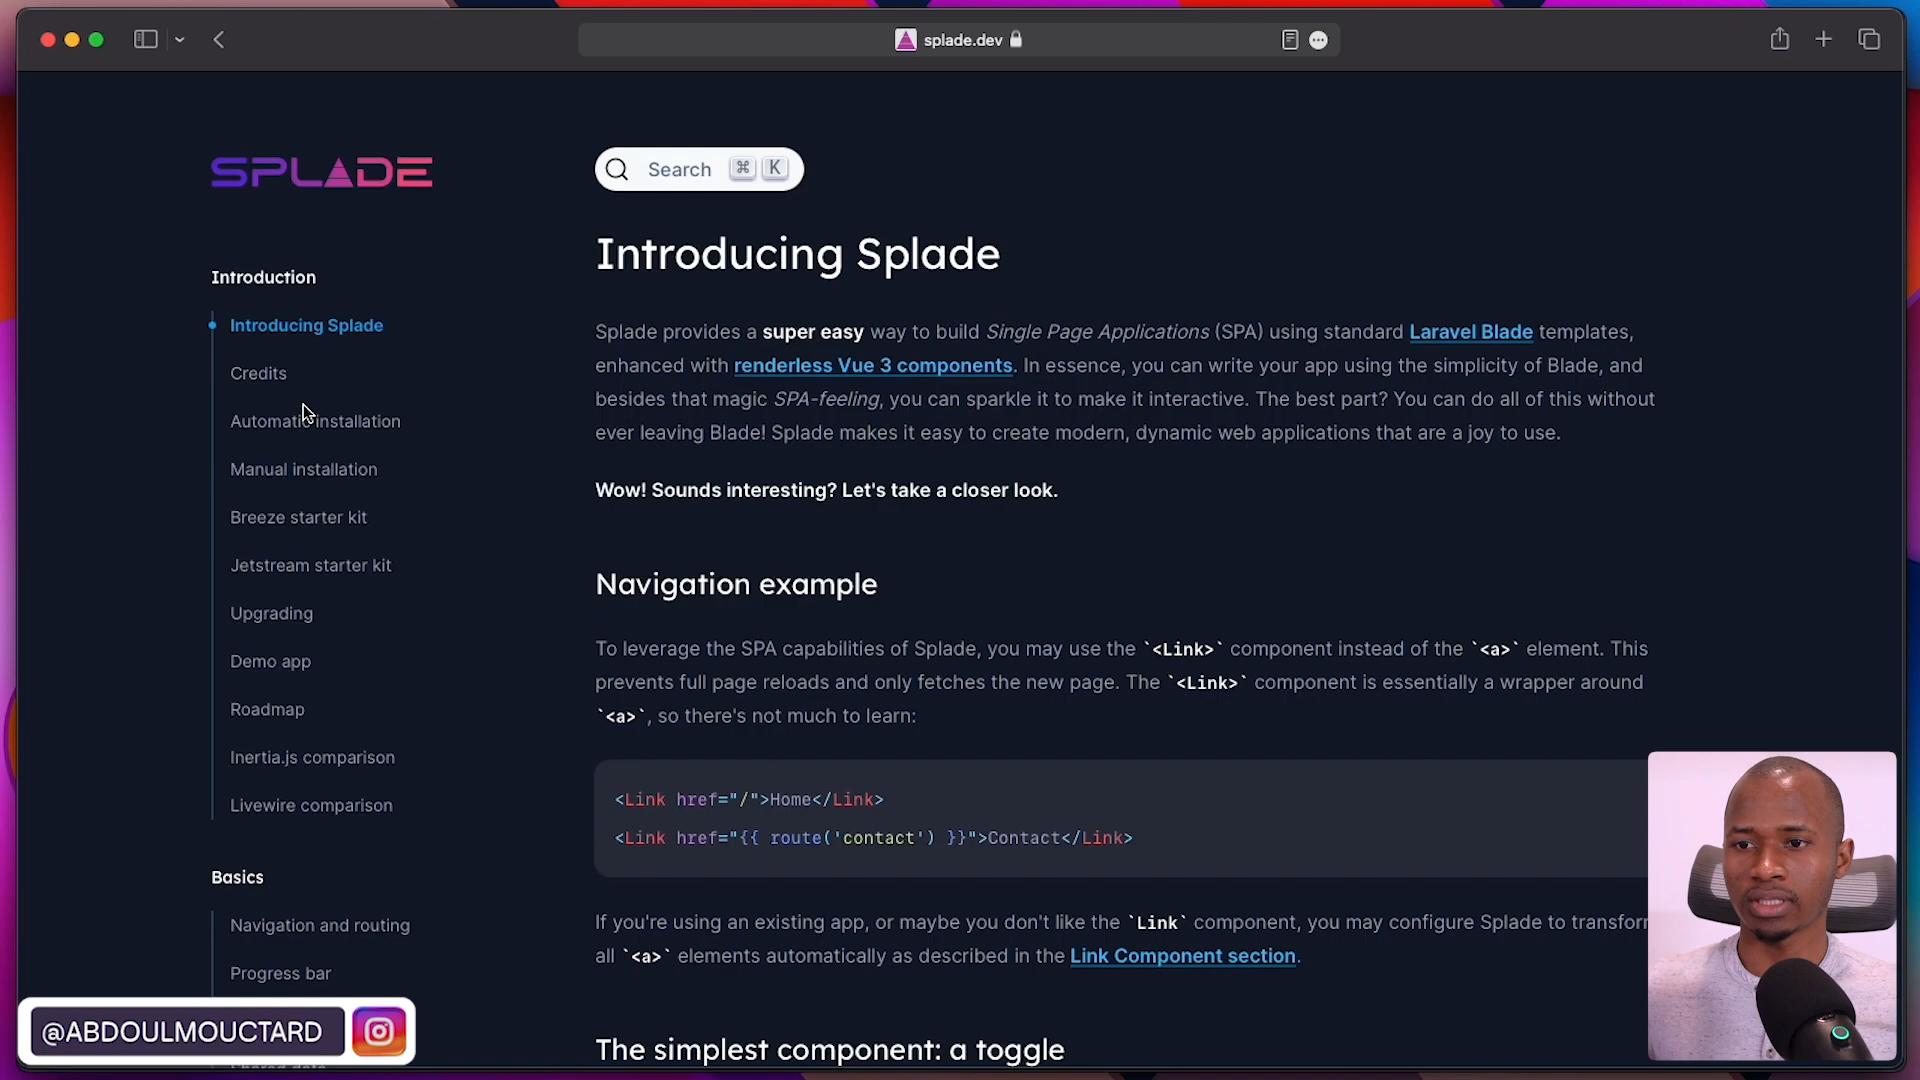 splade.dev
SPLADE
Search ⌘ K
Introduction
Introducing Splade
Credits
Automatic installation
Manual installation
Breeze starter kit
Jetstream starter kit
Upgrading
Demo app
Roadmap
Inertia.js comparison
Livewire comparison
Basics
Navigation and routing
Progress bar
Shared data
Introducing Splade
Splade provides a super easy way to build Single Page Applications (SPA) using standard Laravel Blade templates,
enhanced with renderless Vue 3 components. In essence, you can write your app using the simplicity of Blade, and
besides that magic SPA-feeling, you can sparkle it to make it interactive. The best part? You can do all of this without
ever leaving Blade! Splade makes it easy to create modern, dynamic web applications that are a joy to use.
Wow! Sounds interesting? Let's take a closer look.
Navigation example
To leverage the SPA capabilities of Splade, you may use the `<Link>` component instead of the `<a>` element. This
prevents full page reloads and only fetches the new page. The `<Link>` component is essentially a wrapper around
`<a>`, so there's not much to learn:
<Link href="/">Home</Link>
<Link href="{{ route('contact') }}">Contact</Link>
If you're using an existing app, or maybe you don't like the `Link` component, you may configure Splade to transform
all `<a>` elements automatically as described in the Link Component section.
The simplest component: a toggle
@ABDOULMOUCTARD